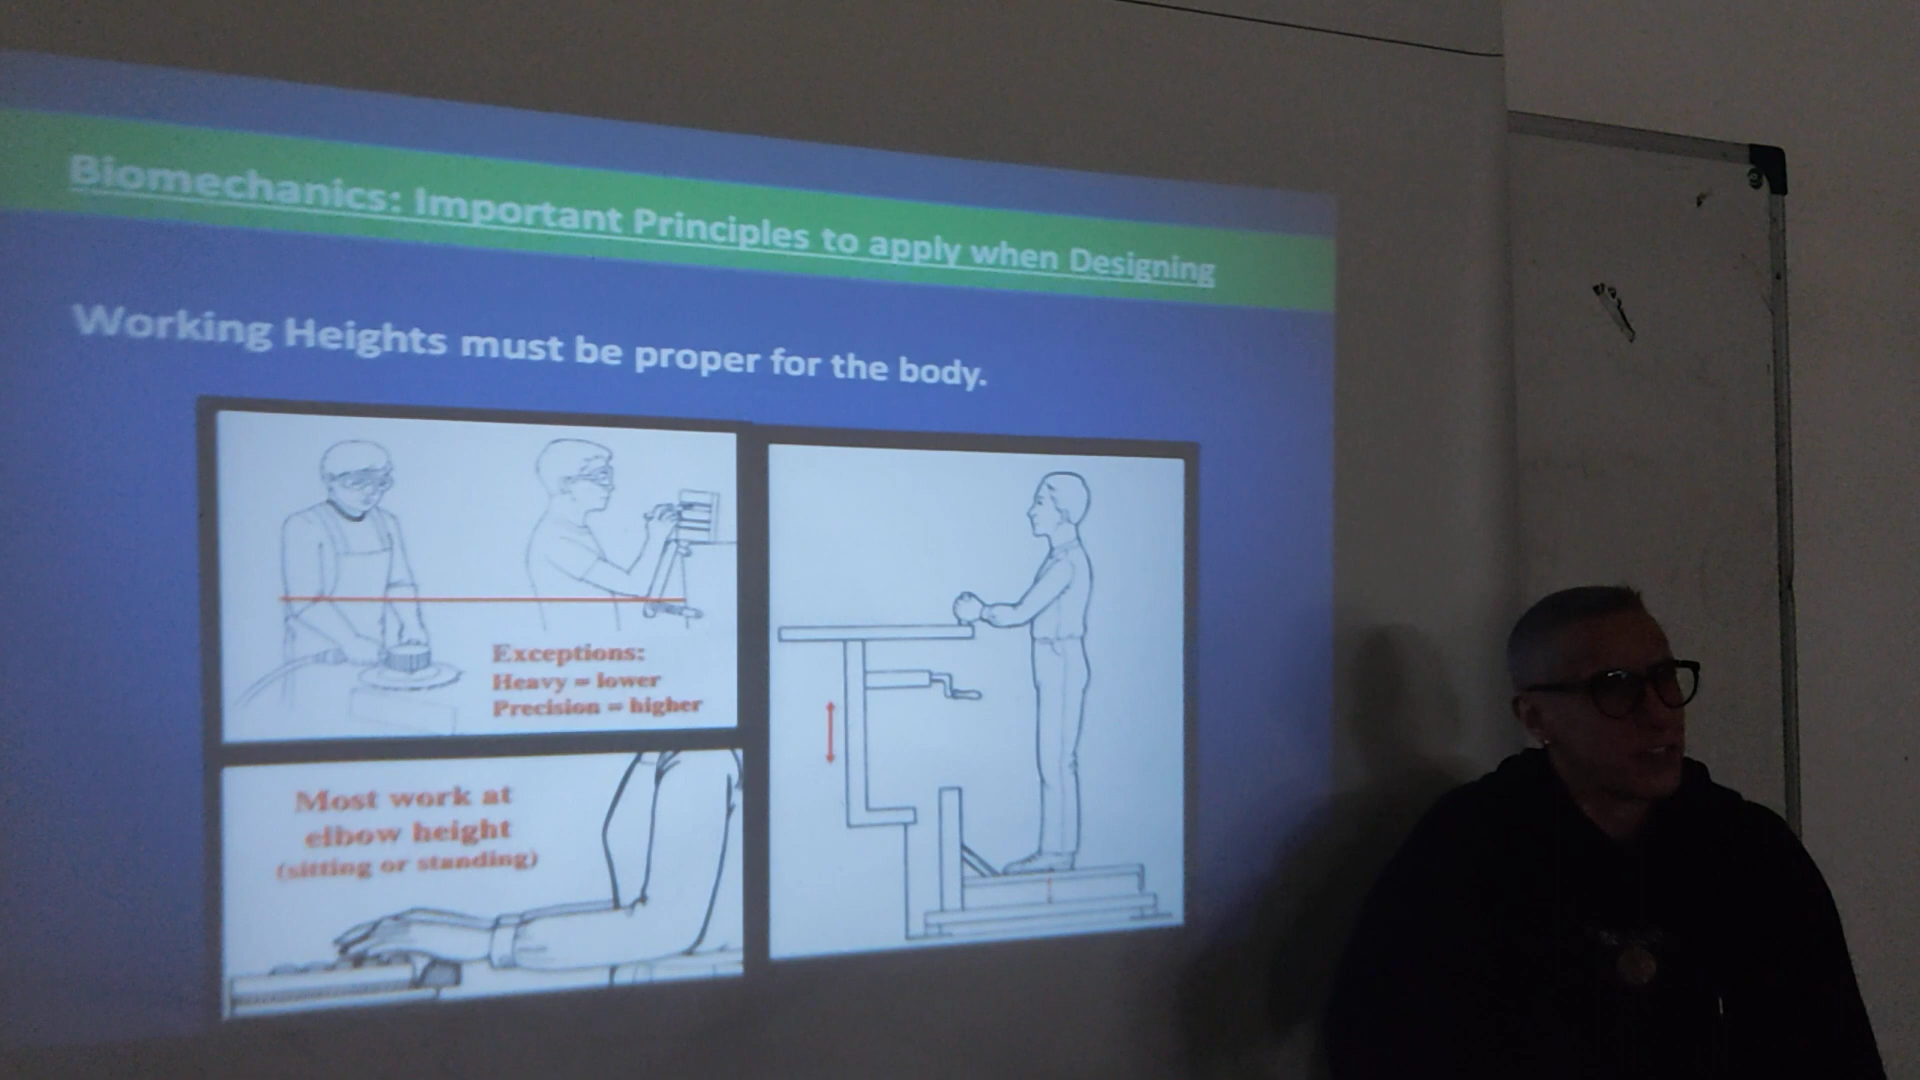 Biomechanics: Important Principles to apply when Designing
Working Heights must be proper for the body.
Exceptions:
Heavy = lower
Precision = higher
Most work at
elbow height
(sitting or standing)